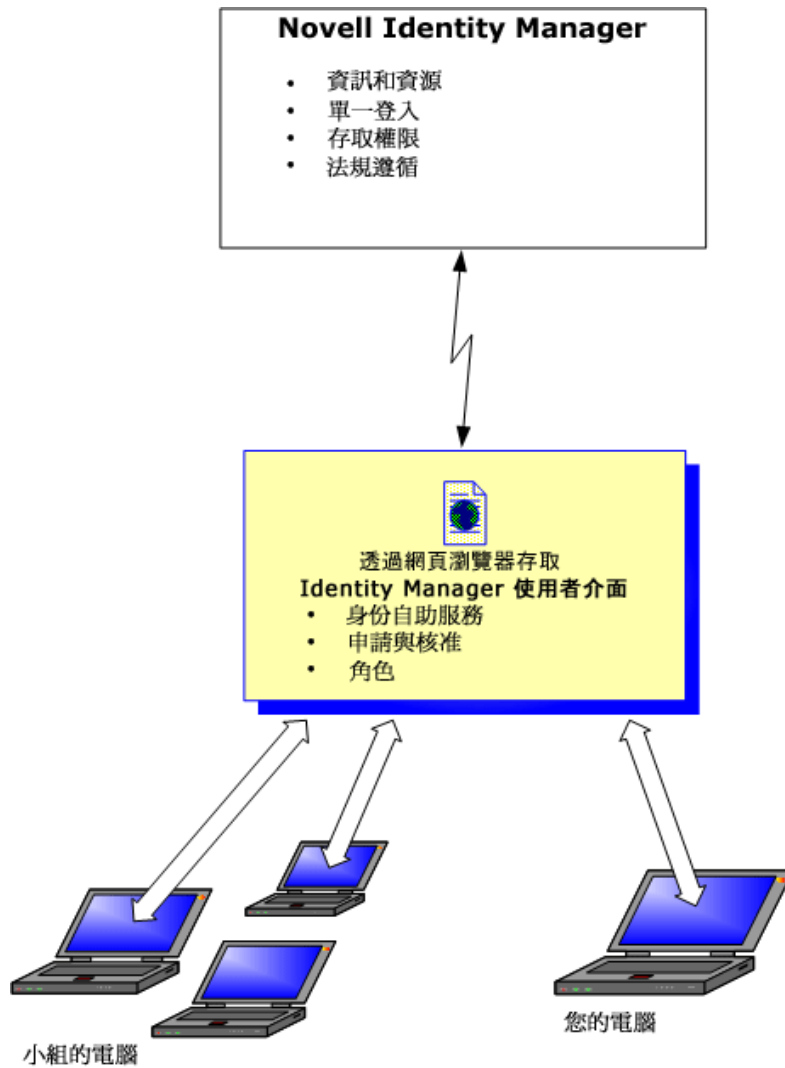 Novell Identity Manager
• 資訊和資源
• 單一登入
• 存取權限
• 法規遵循
透過網頁瀏覽器存取
Identity Manager 使用者介面
• 身份自助服務
• 申請與核准
• 角色
您的電腦
小組的電腦